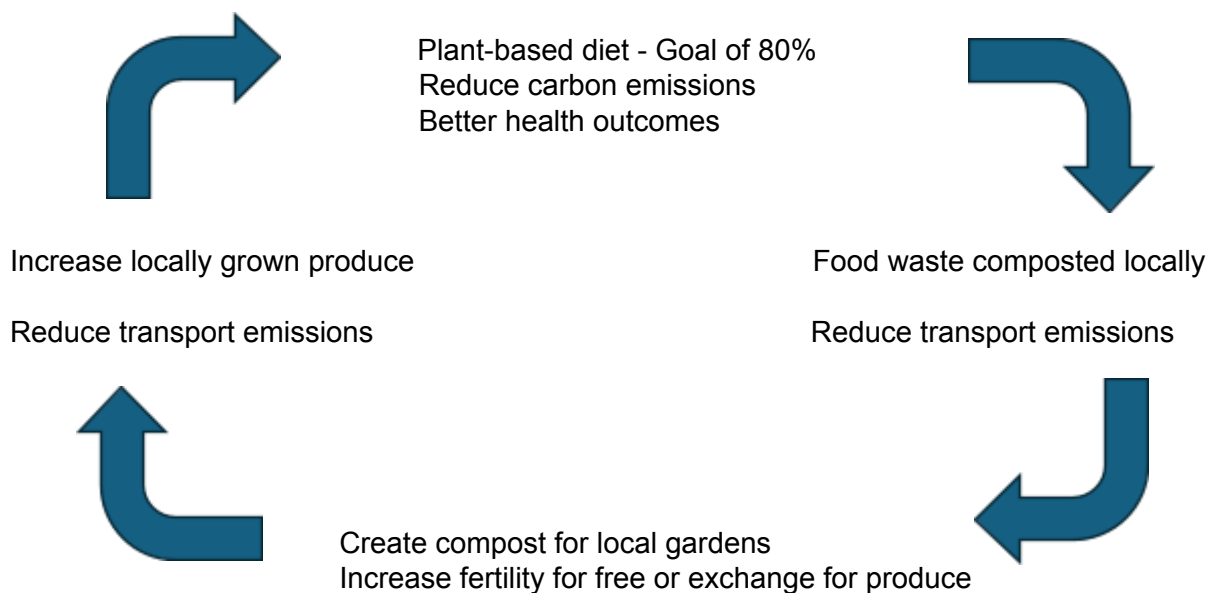 Plant-based diet - Goal of 80%
Reduce carbon emissions
Better health outcomes
Food waste composted locally
Reduce transport emissions
Create compost for local gardens
Increase fertility for free or exchange for produce
Increase locally grown produce
Reduce transport emissions